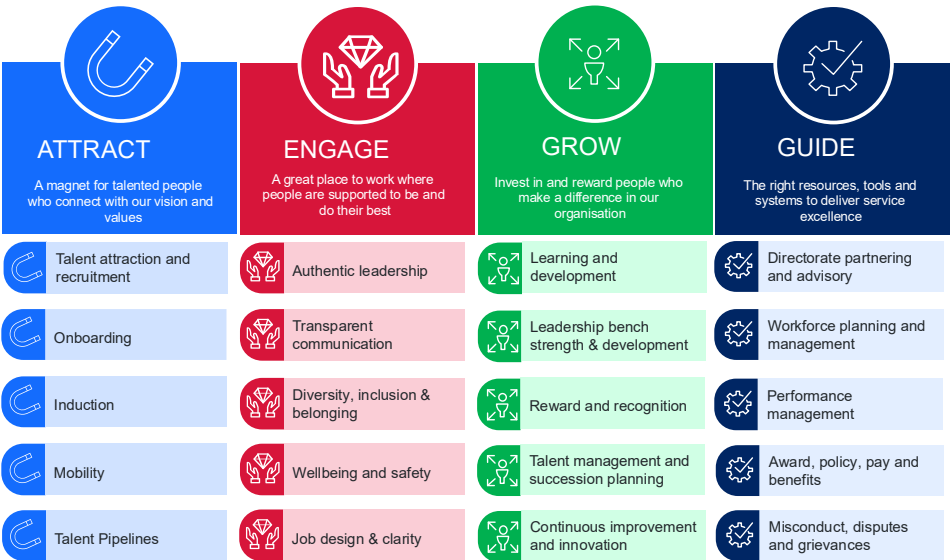 ATTRACT
A magnet for talented people
who connect with our vision and
values
Talent attraction and
recruitment
Onboarding
Induction
Mobility
Talent Pipelines
ENGAGE
A great place to work where
people are supported to be and
do their best
Authentic leadership
Transparent
communication
Diversity, inclusion &
belonging
Wellbeing and safety
Job design & clarity
GROW
Invest in and reward people who
make a difference in our
organisation
Learning and
development
Leadership bench
strength & development
Reward and recognition
Talent management and
succession planning
Continuous improvement
and innovation
GUIDE
The right resources, tools and
systems to deliver service
excellence
Directorate partnering
and advisory
Workforce planning and
management
Performance
management
Award, policy, pay and
benefits
Misconduct, disputes
and grievances